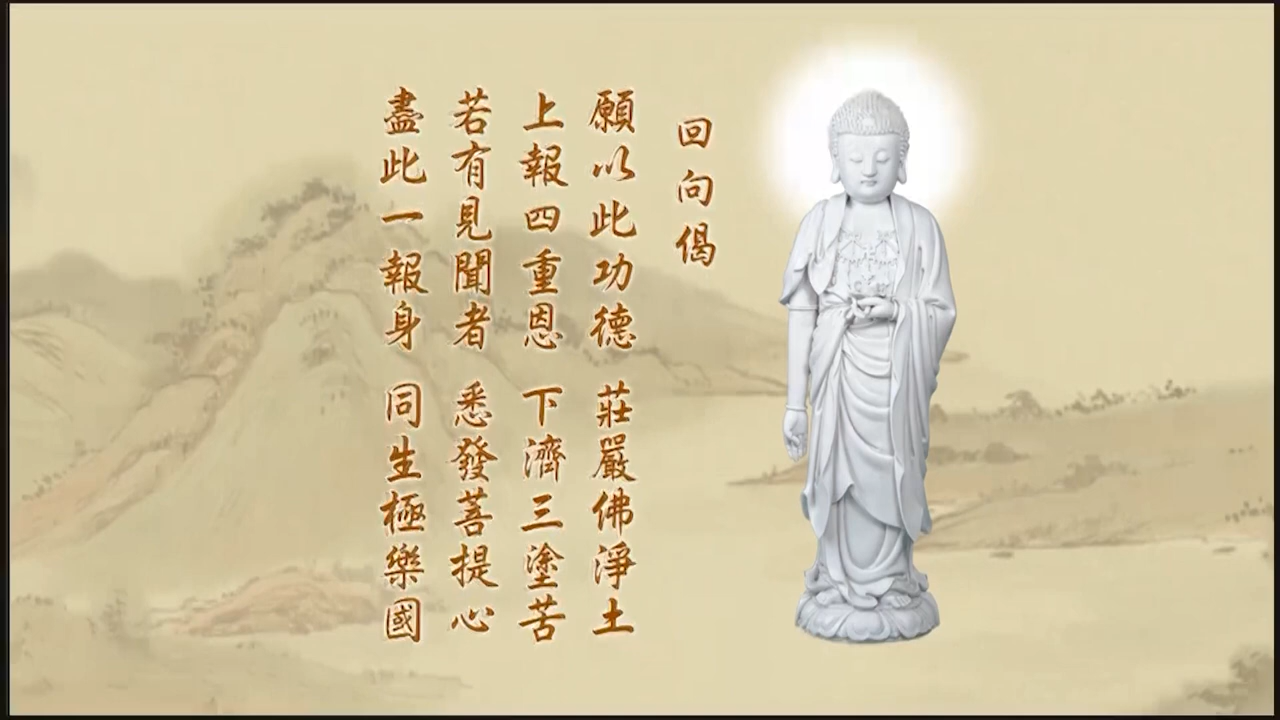 回向偈
願以此功德 莊嚴佛淨土
上報四重恩 下濟三塗苦
若有見聞者 悉發菩提心
盡此一報身 同生極樂國